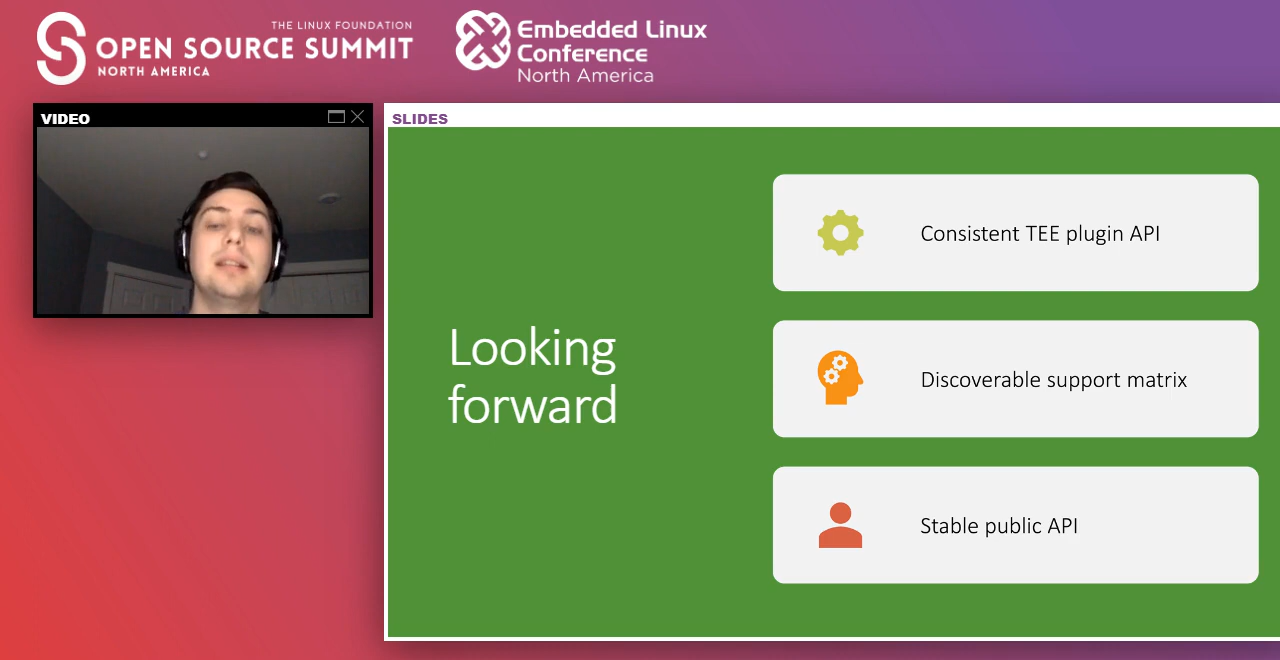 THE LINUX FOUNDATION
OPEN SOURCE SUMMIT
NORTH AMERICA
Embedded Linux
Conference
North America
VIDEO
SLIDES
Looking
forward
Consistent TEE plugin API
Discoverable support matrix
Stable public API